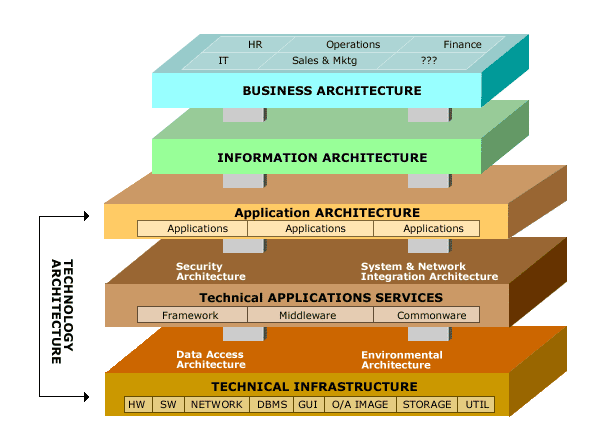 HR Operations Finance
IT Sales & Mktg ???
BUSINESS ARCHITECTURE
INFORMATION ARCHITECTURE
Application ARCHITECTURE
Applications Applications Applications
Security
Architecture
System & Network
Integration Architecture
Technical APPLICATIONS SERVICES
Framework Middleware Commonware
Data Access
Architecture
Environmental
Architecture
TECHNICAL INFRASTRUCTURE
HW SW NETWORK DBMS GUI O/A IMAGE STORAGE UTIL
TECHNOLOGY
ARCHITECTURE